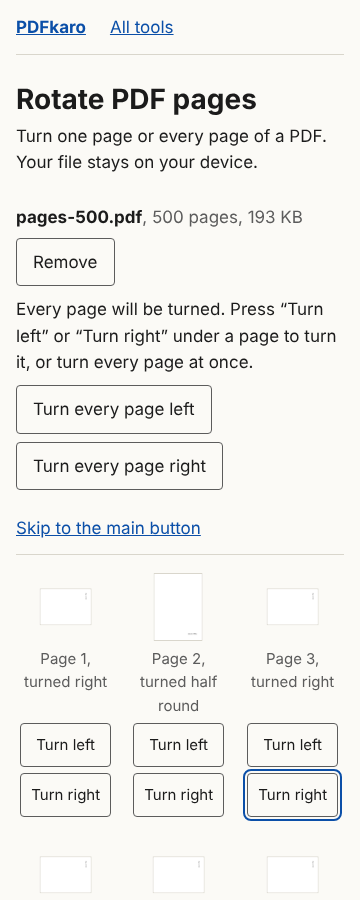 PDFkaro All tools
Rotate PDF pages
Turn one page or every page of a PDF.
Your file stays on your device.
pages-500.pdf, 500 pages, 193 KB
Remove
Every page will be turned. Press “Turn
left” or “Turn right” under a page to turn
it, or turn every page at once.
Turn every page left
Turn every page right
Skip to the main button
Page 1,
turned right
Turn left
Turn right
Page 2,
turned half
round
Turn left
Turn right
Page 3,
turned right
Turn left
Turn right